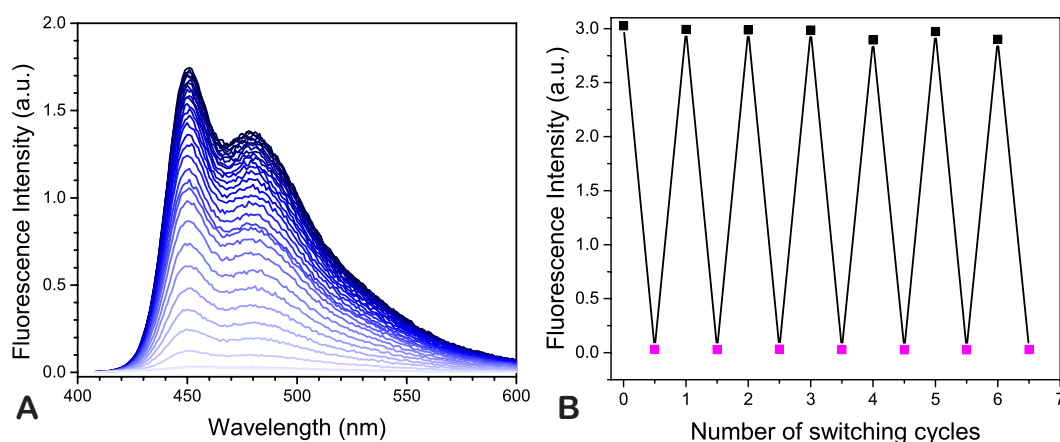 2.0
1.5
1.0
0.5
0.0
Fluorescence Intensity (a.u.)
400 450 500 550 600
Wavelength (nm)
A
3.0
2.5
2.0
1.5
1.0
0.5
0.0
Fluorescence Intensity (a.u.)
0 1 2 3 4 5 6 7
Number of switching cycles
B